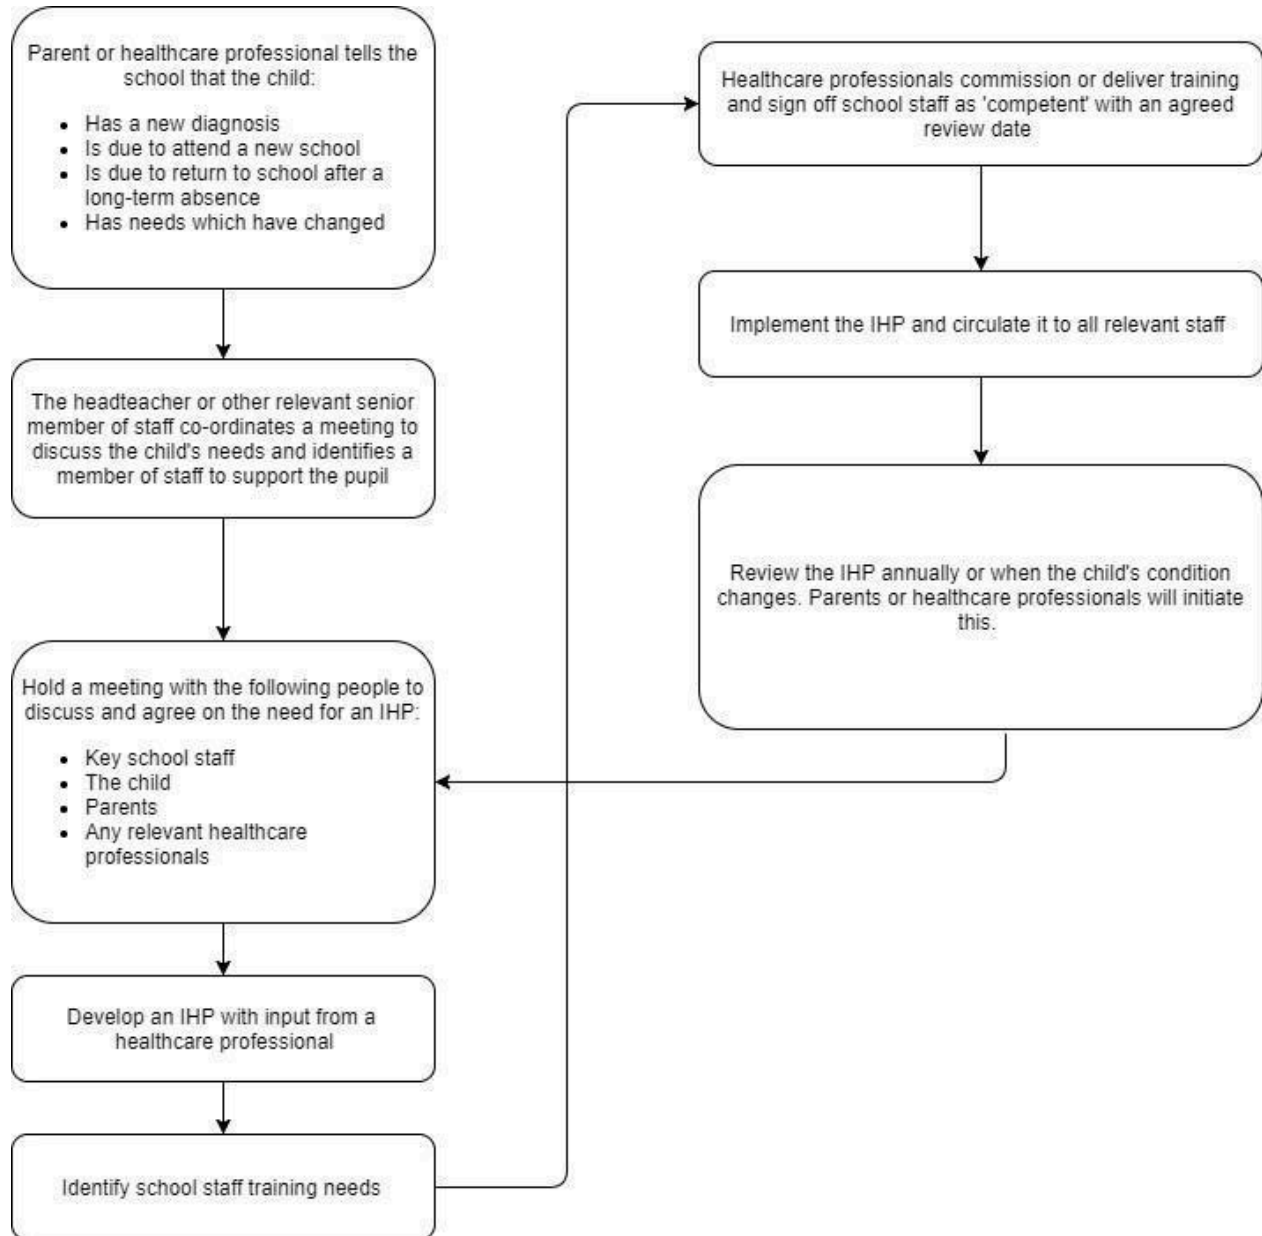 Parent or healthcare professional tells the
school that the child:
• Has a new diagnosis
• Is due to attend a new school
• Is due to return to school after a
long-term absence
• Has needs which have changed
The headteacher or other relevant senior
member of staff co-ordinates a meeting to
discuss the child's needs and identifies a
member of staff to support the pupil
Hold a meeting with the following people to
discuss and agree on the need for an IHP:
• Key school staff
• The child
• Parents
• Any relevant healthcare
professionals
Develop an IHP with input from a
healthcare professional
Identify school staff training needs
Healthcare professionals commission or deliver training
and sign off school staff as 'competent' with an agreed
review date
Implement the IHP and circulate it to all relevant staff
Review the IHP annually or when the child's condition
changes. Parents or healthcare professionals will initiate
this.